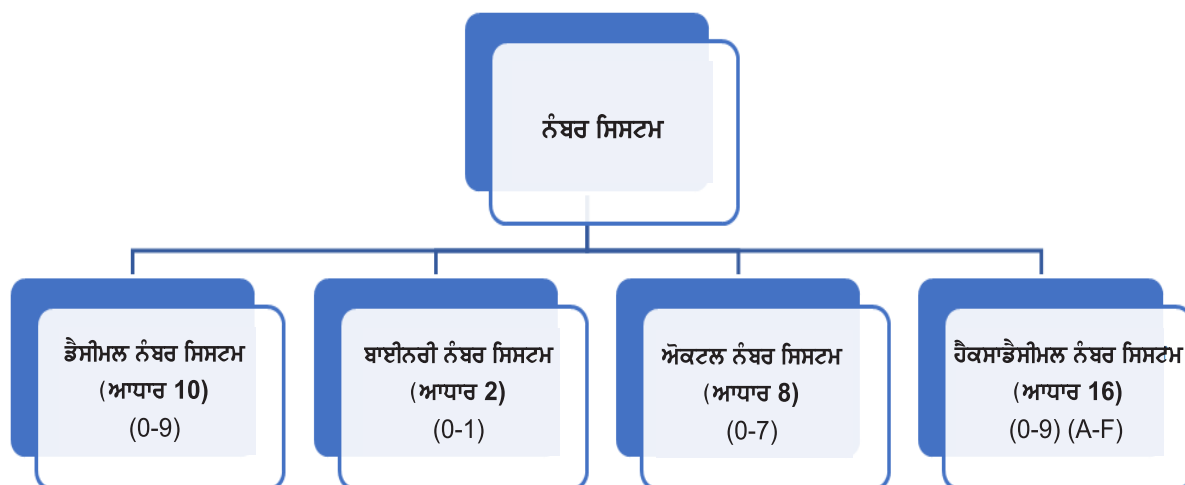 ਨੰਬਰ ਸਿਸਟਮ
ਡੈਸੀਮਲ ਨੰਬਰ ਸਿਸਟਮ
(ਆਧਾਰ 10)
(0-9)
ਬਾਈਨਰੀ ਨੰਬਰ ਸਿਸਟਮ
(ਆਧਾਰ 2)
(0-1)
ਔਕਟਲ ਨੰਬਰ ਸਿਸਟਮ
(ਆਧਾਰ 8)
(0-7)
ਹੈਕਸਾਡੈਸੀਮਲ ਨੰਬਰ ਸਿਸਟਮ
(ਆਧਾਰ 16)
(0-9) (A-F)